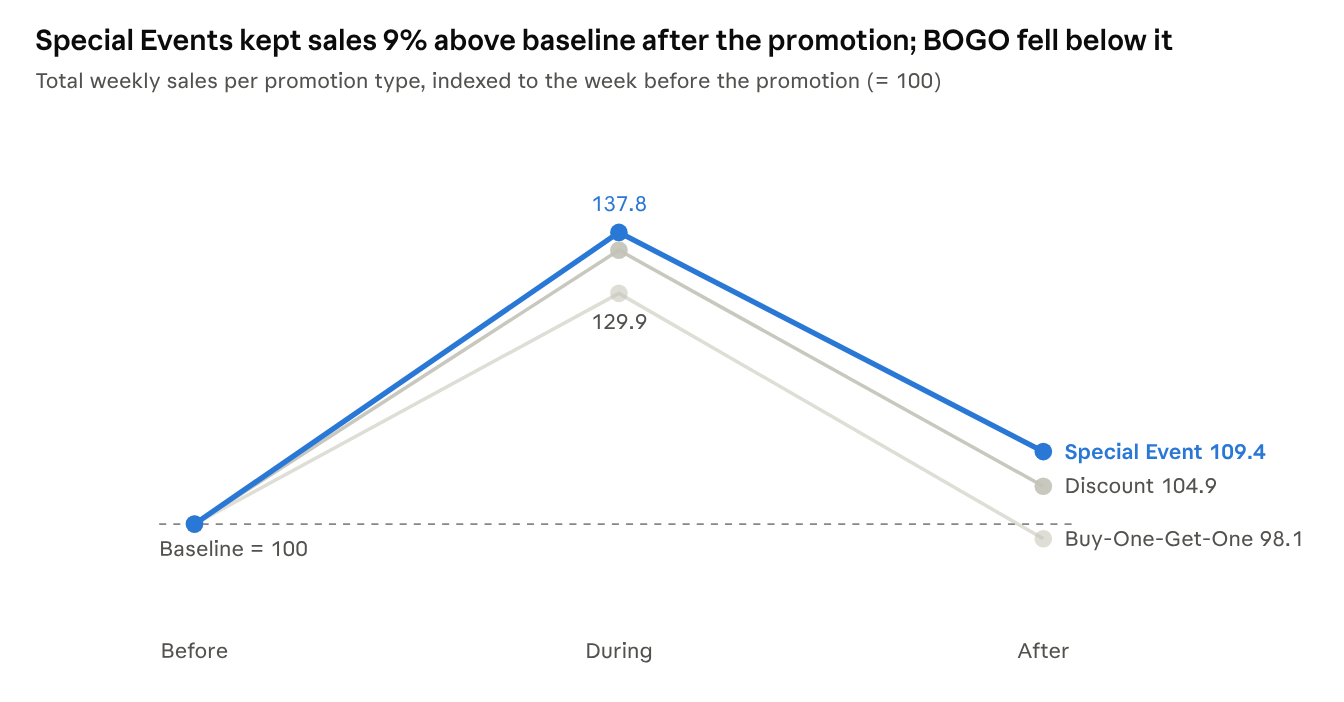 Special Events kept sales 9% above baseline after the promotion; BOGO fell below it
Total weekly sales per promotion type, indexed to the week before the promotion (= 100)
137.8
129.9
Special Event 109.4
Discount 104.9
Buy-One-Get-One 98.1
Baseline = 100
Before
During
After